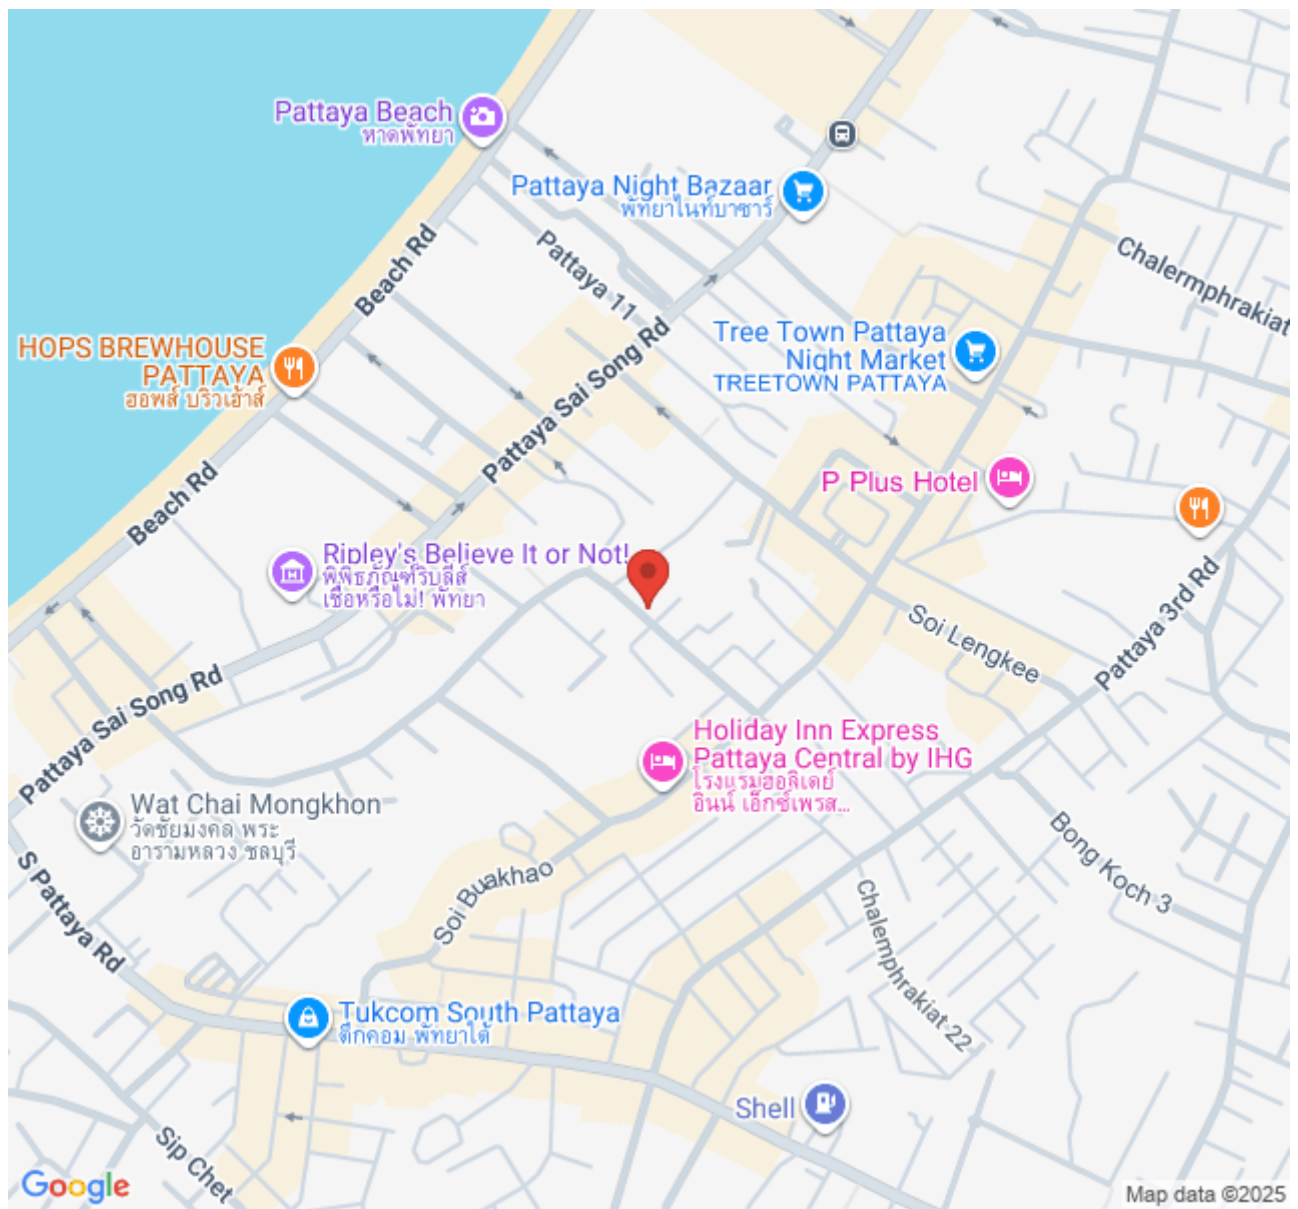 Pattaya Beach
หาดพัทยา
Pattaya Night Bazaar
พัทยาไนท์บาซาร์
Chalermphrakiat
Pattaya 11
Beach Rd
HOPS BREWHOUSE
PATTAYA
ฮอพส์ บริวเฮ้าส์
Tree Town Pattaya
Night Market
TREETOWN PATTAYA
Pattaya Sai Song Rd
P Plus Hotel
Beach Rd
Ripley's Believe It or Not!
พิพิธภัณฑ์ริบลีส์
เชื่อหรือไม่! พัทยา
Soi Lengkee
Pattaya 3rd Rd
Pattaya Sai Song Rd
Holiday Inn Express
Pattaya Central by IHG
โรงแรมฮอลิเดย์
อินน์ เอ็กซ์เพรส...
Wat Chai Mongkhon
วัดชัยมงคล พระ
อารามหลวง ชลบุรี
S Pattaya Rd
Soi Buakhao
Bong Koch 3
Chalemphrakiat 22
Tukcom South Pattaya
ตึกคอม พัทยาใต้
Shell
Sip Chet
Google
Map data ©2025